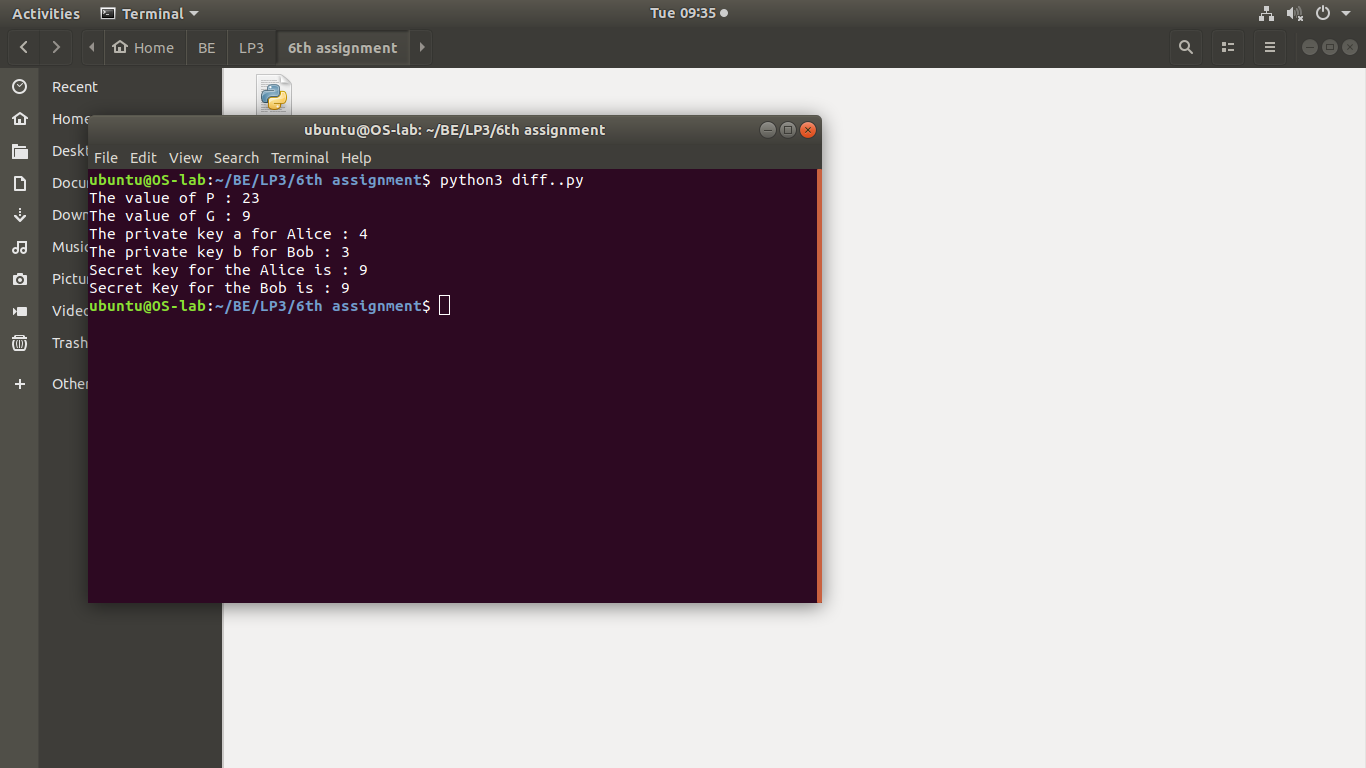 Activities Terminal Tue 09:35
Home BE LP3 6th assignment
Recent
Home
ubuntu@OS-lab: ~/BE/LP3/6th assignment
File Edit View Search Terminal Help
ubuntu@OS-lab:~/BE/LP3/6th assignment$ python3 diff..py
The value of P : 23
The value of G : 9
The private key a for Alice : 4
The private key b for Bob : 3
Secret key for the Alice is : 9
Secret Key for the Bob is : 9
ubuntu@OS-lab:~/BE/LP3/6th assignment$
Deskt
Docu
Down
Music
Pictu
Video
Trash
Other